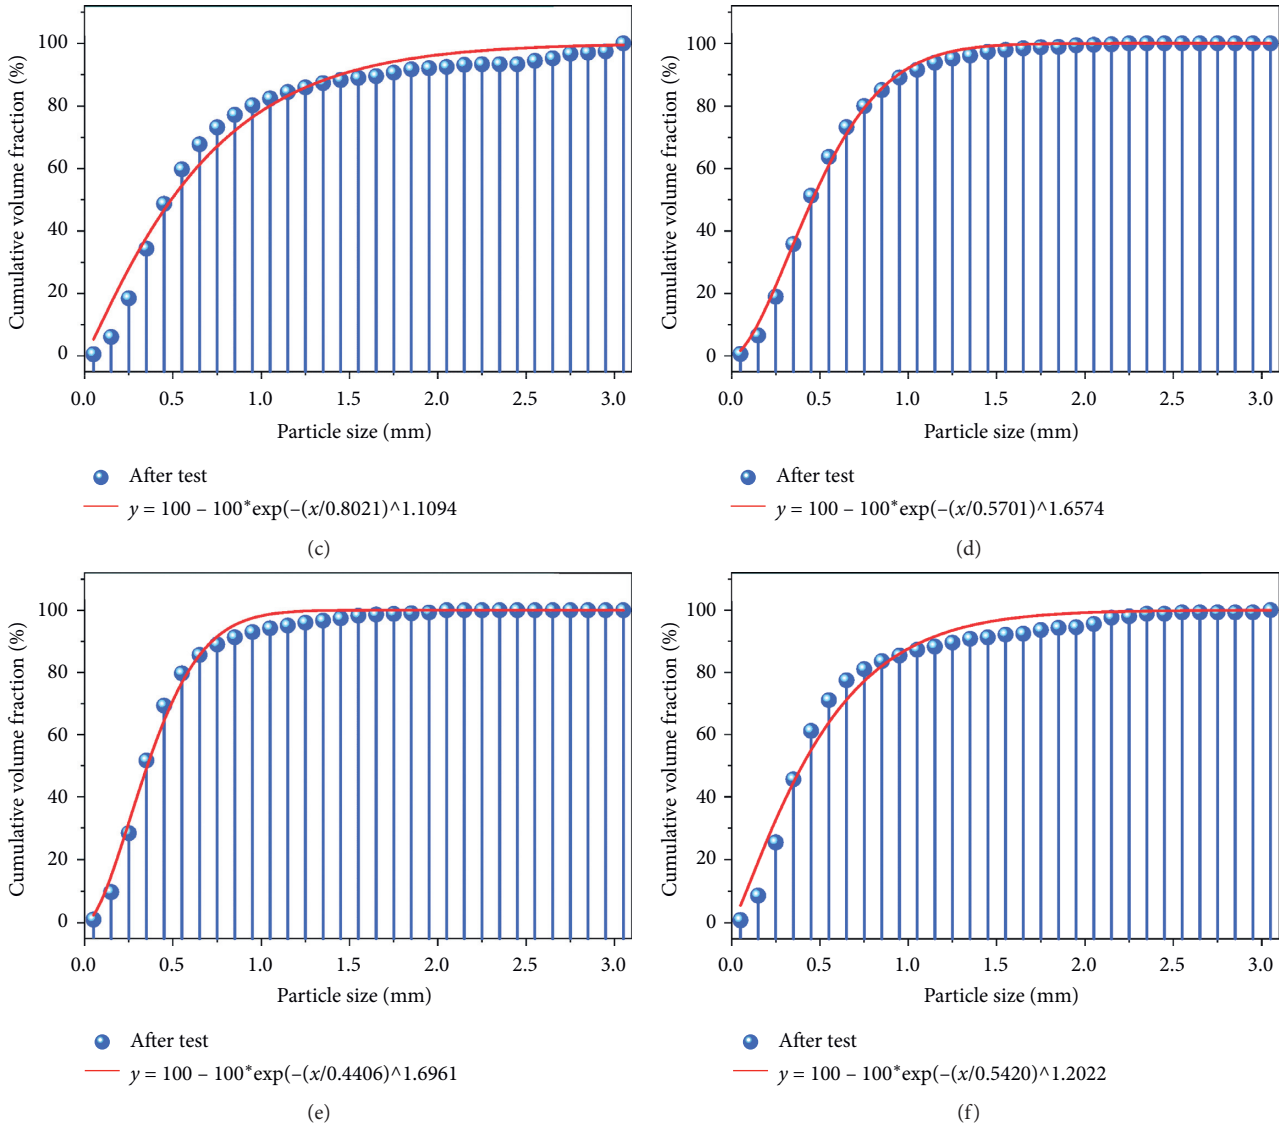 Cumulative volume fraction (%)
100
80
60
40
20
0
0.0 0.5 1.0 1.5 2.0 2.5 3.0
Particle size (mm)
After test
y = 100 – 100*exp(–(x/0.8021)^1.1094
(c)
Cumulative volume fraction (%)
100
80
60
40
20
0
0.0 0.5 1.0 1.5 2.0 2.5 3.0
Particle size (mm)
After test
y = 100 – 100*exp(–(x/0.5701)^1.6574
(d)
Cumulative volume fraction (%)
100
80
60
40
20
0
0.0 0.5 1.0 1.5 2.0 2.5 3.0
Particle size (mm)
After test
y = 100 – 100*exp(–(x/0.4406)^1.6961
(e)
Cumulative volume fraction (%)
100
80
60
40
20
0
0.0 0.5 1.0 1.5 2.0 2.5 3.0
Particle size (mm)
After test
y = 100 – 100*exp(–(x/0.5420)^1.2022
(f)